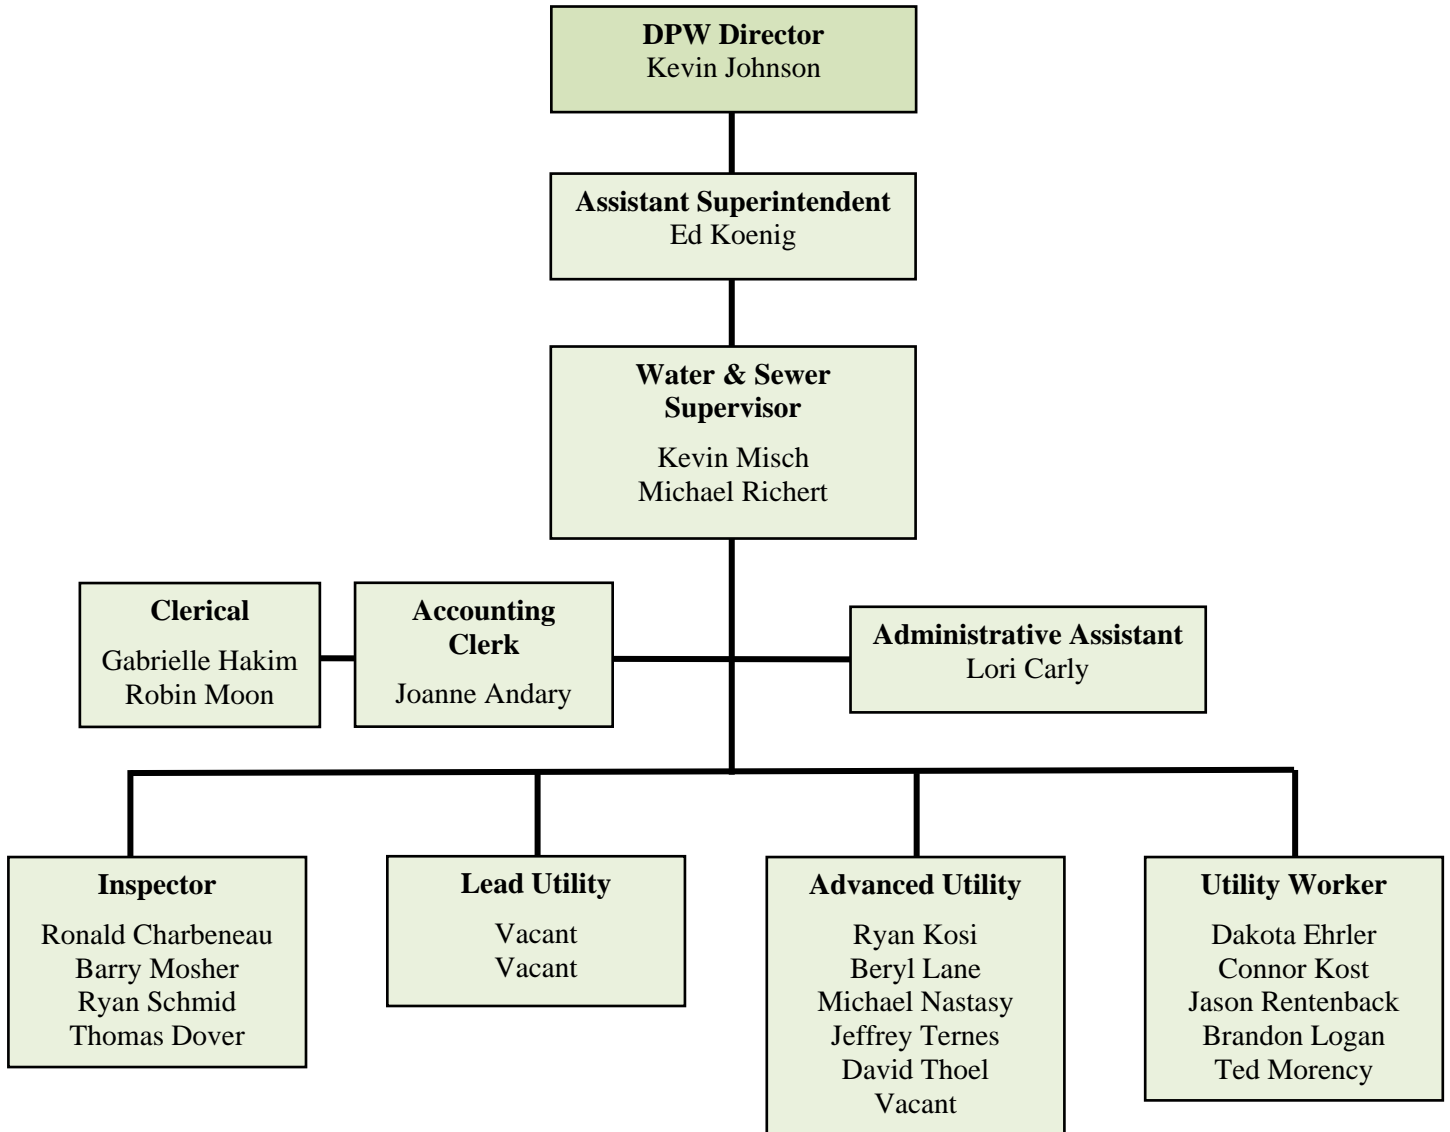 DPW Director
Kevin Johnson
Assistant Superintendent
Ed Koenig
Water & Sewer
Supervisor
Kevin Misch
Michael Richert
Clerical
Gabrielle Hakim
Robin Moon
Accounting
Clerk
Joanne Andary
Administrative Assistant
Lori Carly
Inspector
Ronald Charbeneau
Barry Mosher
Ryan Schmid
Thomas Dover
Lead Utility
Vacant
Vacant
Advanced Utility
Ryan Kosi
Beryl Lane
Michael Nastasy
Jeffrey Ternes
David Thoel
Vacant
Utility Worker
Dakota Ehrler
Connor Kost
Jason Rentenback
Brandon Logan
Ted Morency